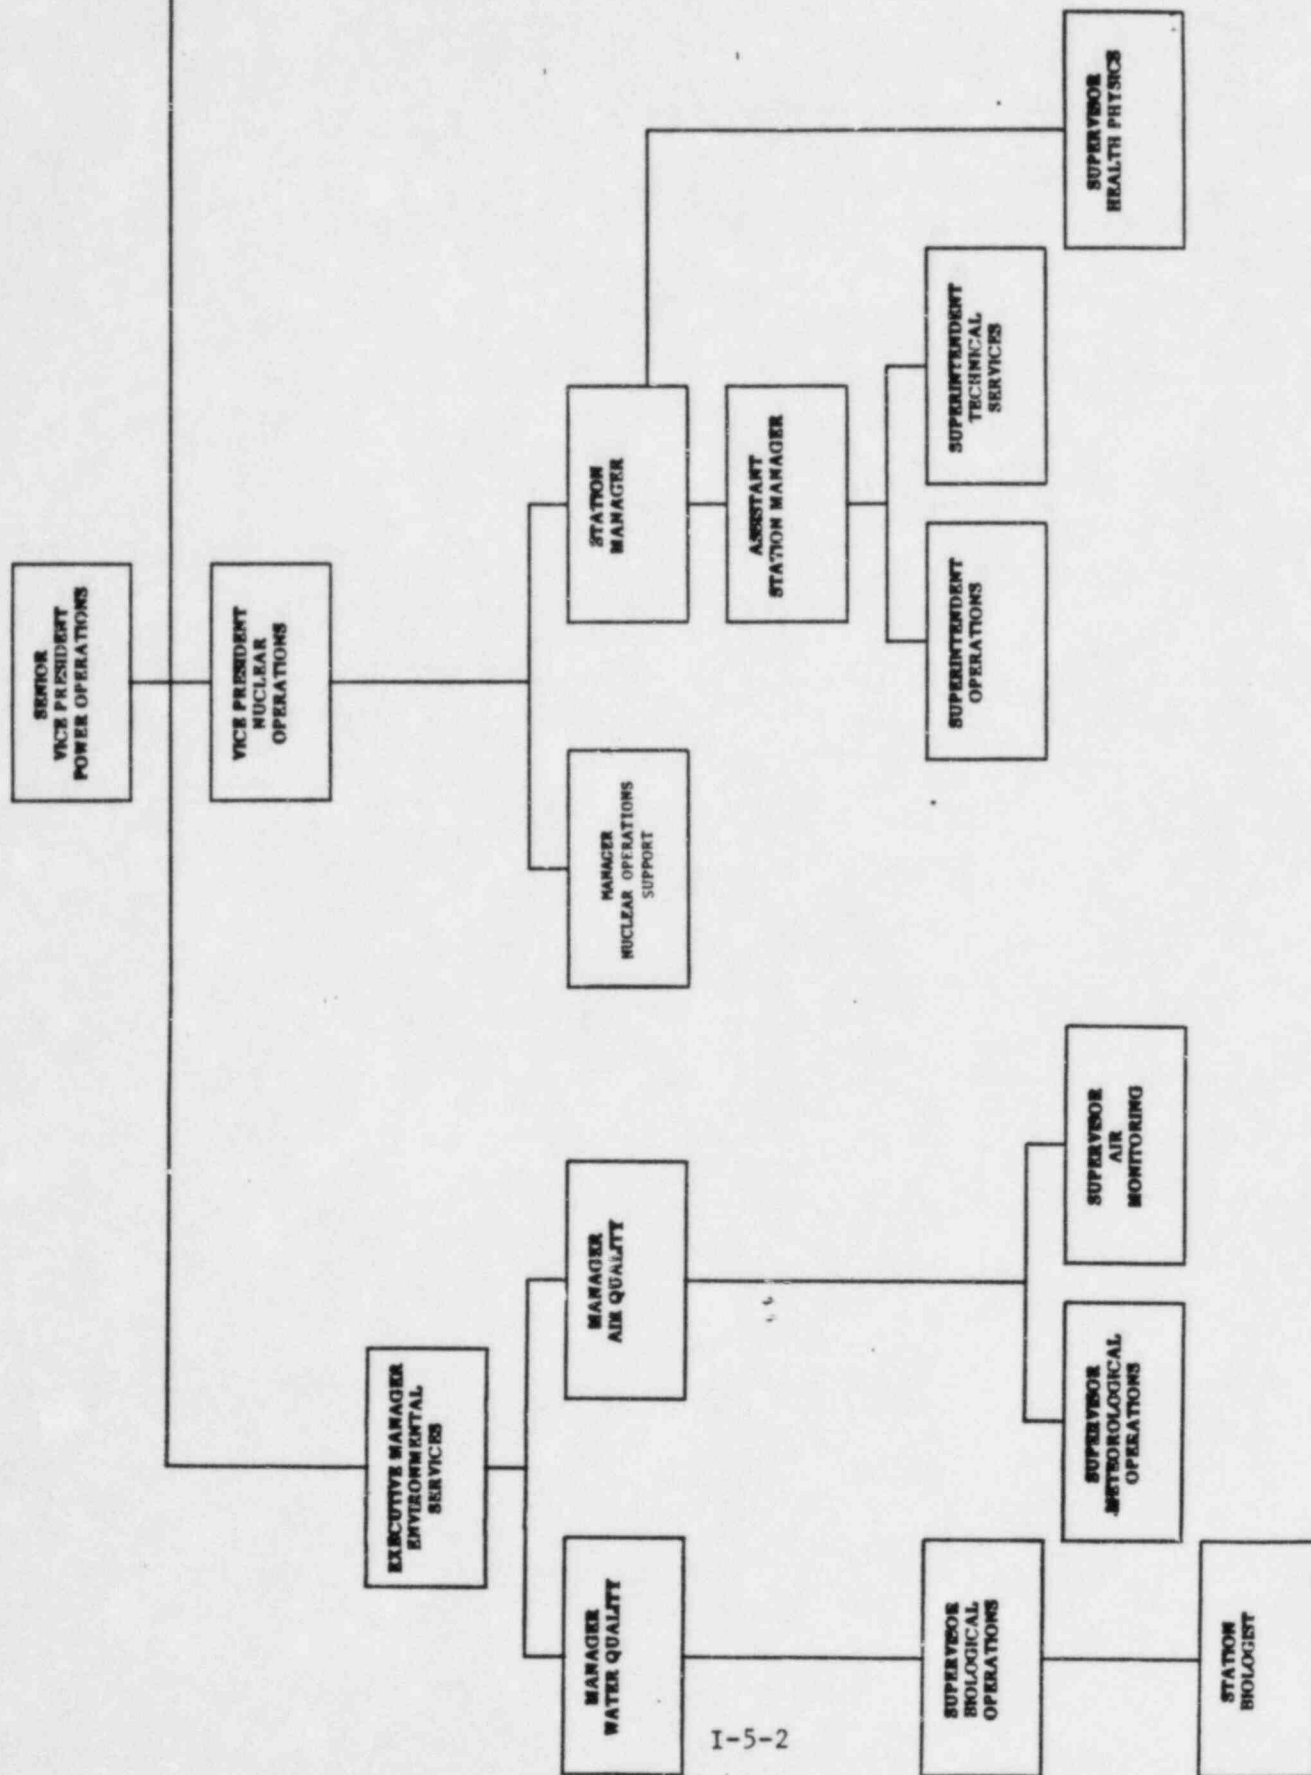 SENIOR
VICE PRESIDENT
POWER OPERATIONS
VICE PRESIDENT
NUCLEAR
OPERATIONS
EXECUTIVE MANAGER
ENVIRONMENTAL
SERVICES
MANAGER
WATER QUALITY
MANAGER
AIR QUALITY
MANAGER
NUCLEAR OPERATIONS
SUPPORT
STATION
MANAGER
ASSISTANT
STATION MANAGER
SUPERVISOR
BIOLOGICAL
OPERATIONS
SUPERINTENDENT
OPERATIONS
SUPERINTENDENT
TECHNICAL
SERVICES
SUPERVISOR
METEOROLOGICAL
OPERATIONS
SUPERVISOR
AIR
MONITORING
SUPERVISOR
HEALTH PHYSICS
STATION
BIOLOGIST
I-5-2